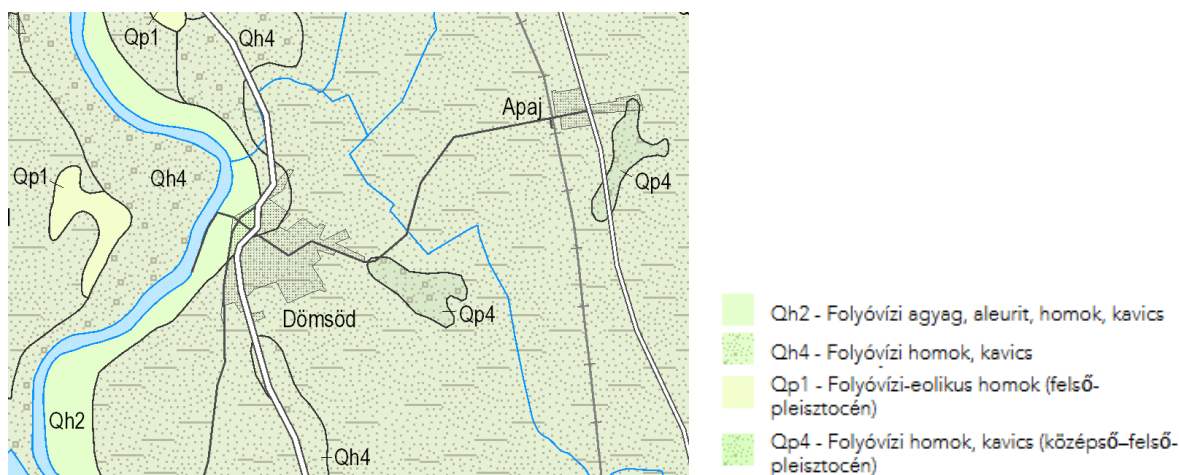 Qp1
Qh4
Apaj
Qp1
Qh4
Qp4
Dömsöd
Qp4
Qh2
Qh4
Qh2 - Folyóvízi agyag, aleurit, homok, kavics
Qh4 - Folyóvízi homok, kavics
Qp1 - Folyóvízi-eolikus homok (felső-
pleisztocén)
Qp4 - Folyóvízi homok, kavics (középső–felső-
pleisztocén)